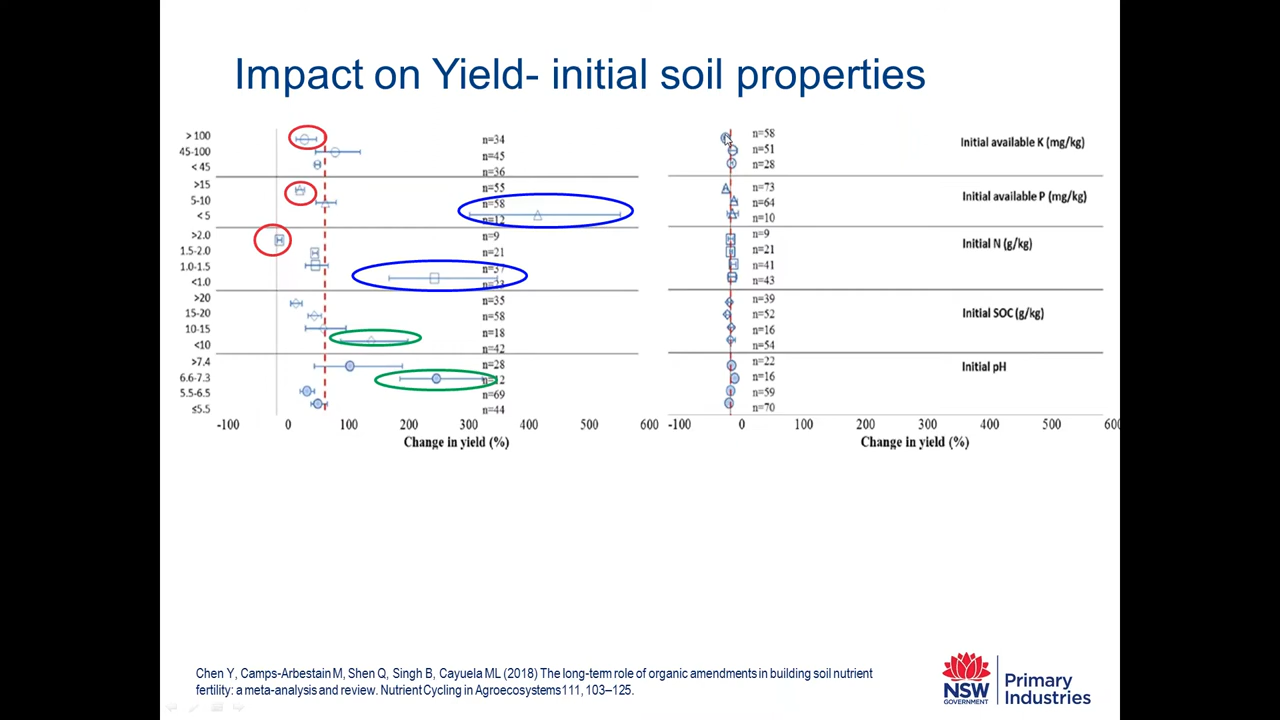 Impact on Yield- initial soil properties
> 100
45-100
< 45
>15
5-10
< 5
>2.0
1.5-2.0
1.0-1.5
<1.0
>20
15-20
10-15
<10
>7.4
6.6-7.3
5.5-6.5
≤5.5
n=34
n=45
n=36
n=55
n=58
n=12
n=9
n=21
n=37
n=23
n=35
n=58
n=18
n=42
n=28
n=12
n=69
n=44
-100 0 100 200 300 400 500 600
Change in yield (%)
n=58
n=51
n=28
n=73
n=64
n=10
n=9
n=21
n=41
n=43
n=39
n=52
n=16
n=54
n=22
n=16
n=59
n=70
Initial available K (mg/kg)
Initial available P (mg/kg)
Initial N (g/kg)
Initial SOC (g/kg)
Initial pH
-100 0 100 200 300 400 500 600
Change in yield (%)
Chen Y, Camps-Arbestain M, Shen Q, Singh B, Cayuela ML (2018) The long-term role of organic amendments in building soil nutrient
fertility: a meta-analysis and review. Nutrient Cycling in Agroecosystems 111, 103–125.
NSW
GOVERNMENT
Primary
Industries